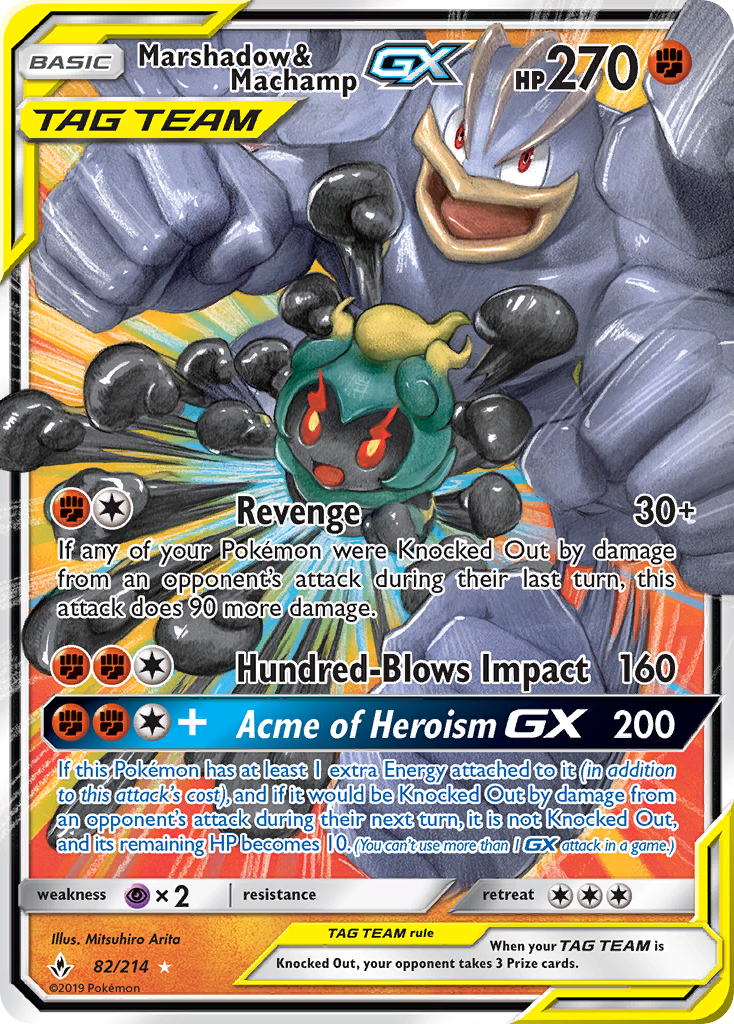 BASIC Marshadow& Machamp GX HP270
TAG TEAM
Revenge 30+
If any of your Pokémon were Knocked Out by damage
from an opponent's attack during their last turn, this
attack does 90 more damage.
Hundred-Blows Impact 160
+ Acme of Heroism GX 200
If this Pokémon has at least 1 extra Energy attached to it (in addition
to this attack's cost), and if it would be Knocked Out by damage from
an opponent's attack during their next turn, it is not Knocked Out,
and its remaining HP becomes 10. (You can't use more than 1 GX attack in a game.)
weakness ×2 resistance retreat
Illus. Mitsuhiro Arita
82/214
©2019 Pokémon
TAG TEAM rule
When your TAG TEAM is
Knocked Out, your opponent takes 3 Prize cards.